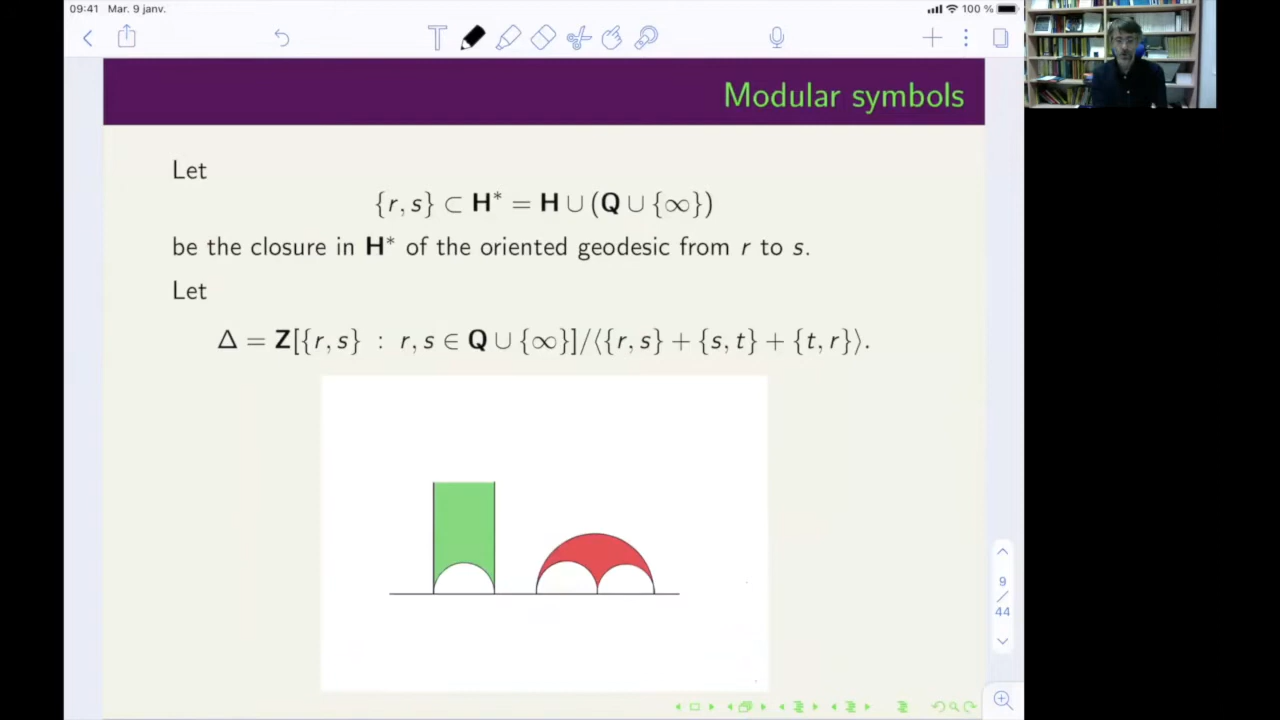 09:41 Mar. 9 janv.
100 %
Modular symbols
Let
{r, s} ⊂ H* = H ∪ (Q ∪ {∞})
be the closure in H* of the oriented geodesic from r to s.
Let
Δ = Z[{r, s} : r, s ∈ Q ∪ {∞}]/⟨{r, s} + {s, t} + {t, r}⟩.
9
/
44